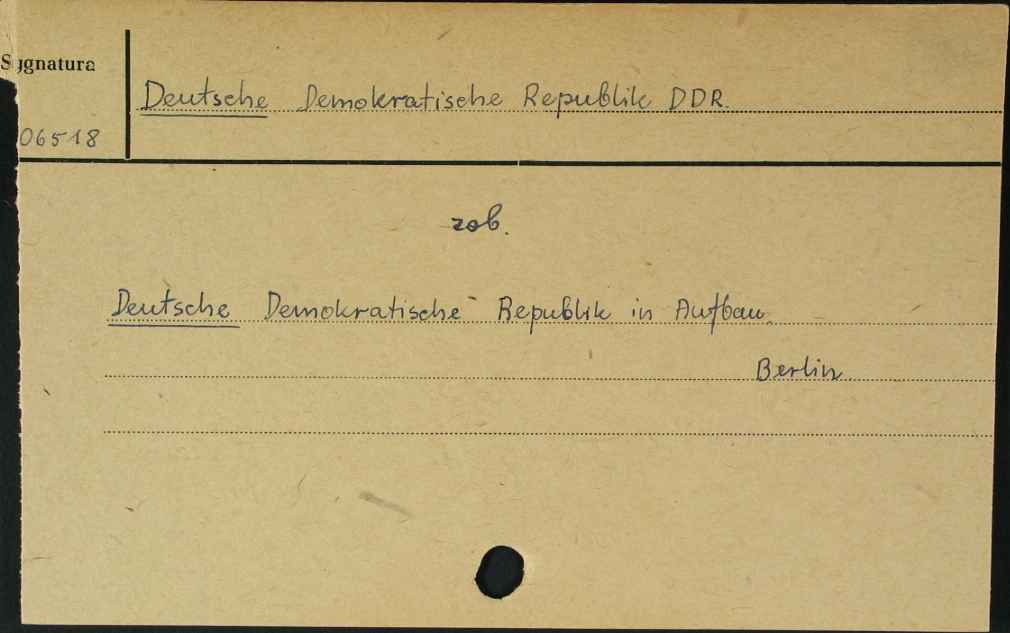 Sygnatura
Deutsche Demokratische Republik DDR.
06518
zob.
Deutsche Demokratische Republik in Aufbau.
Berlin